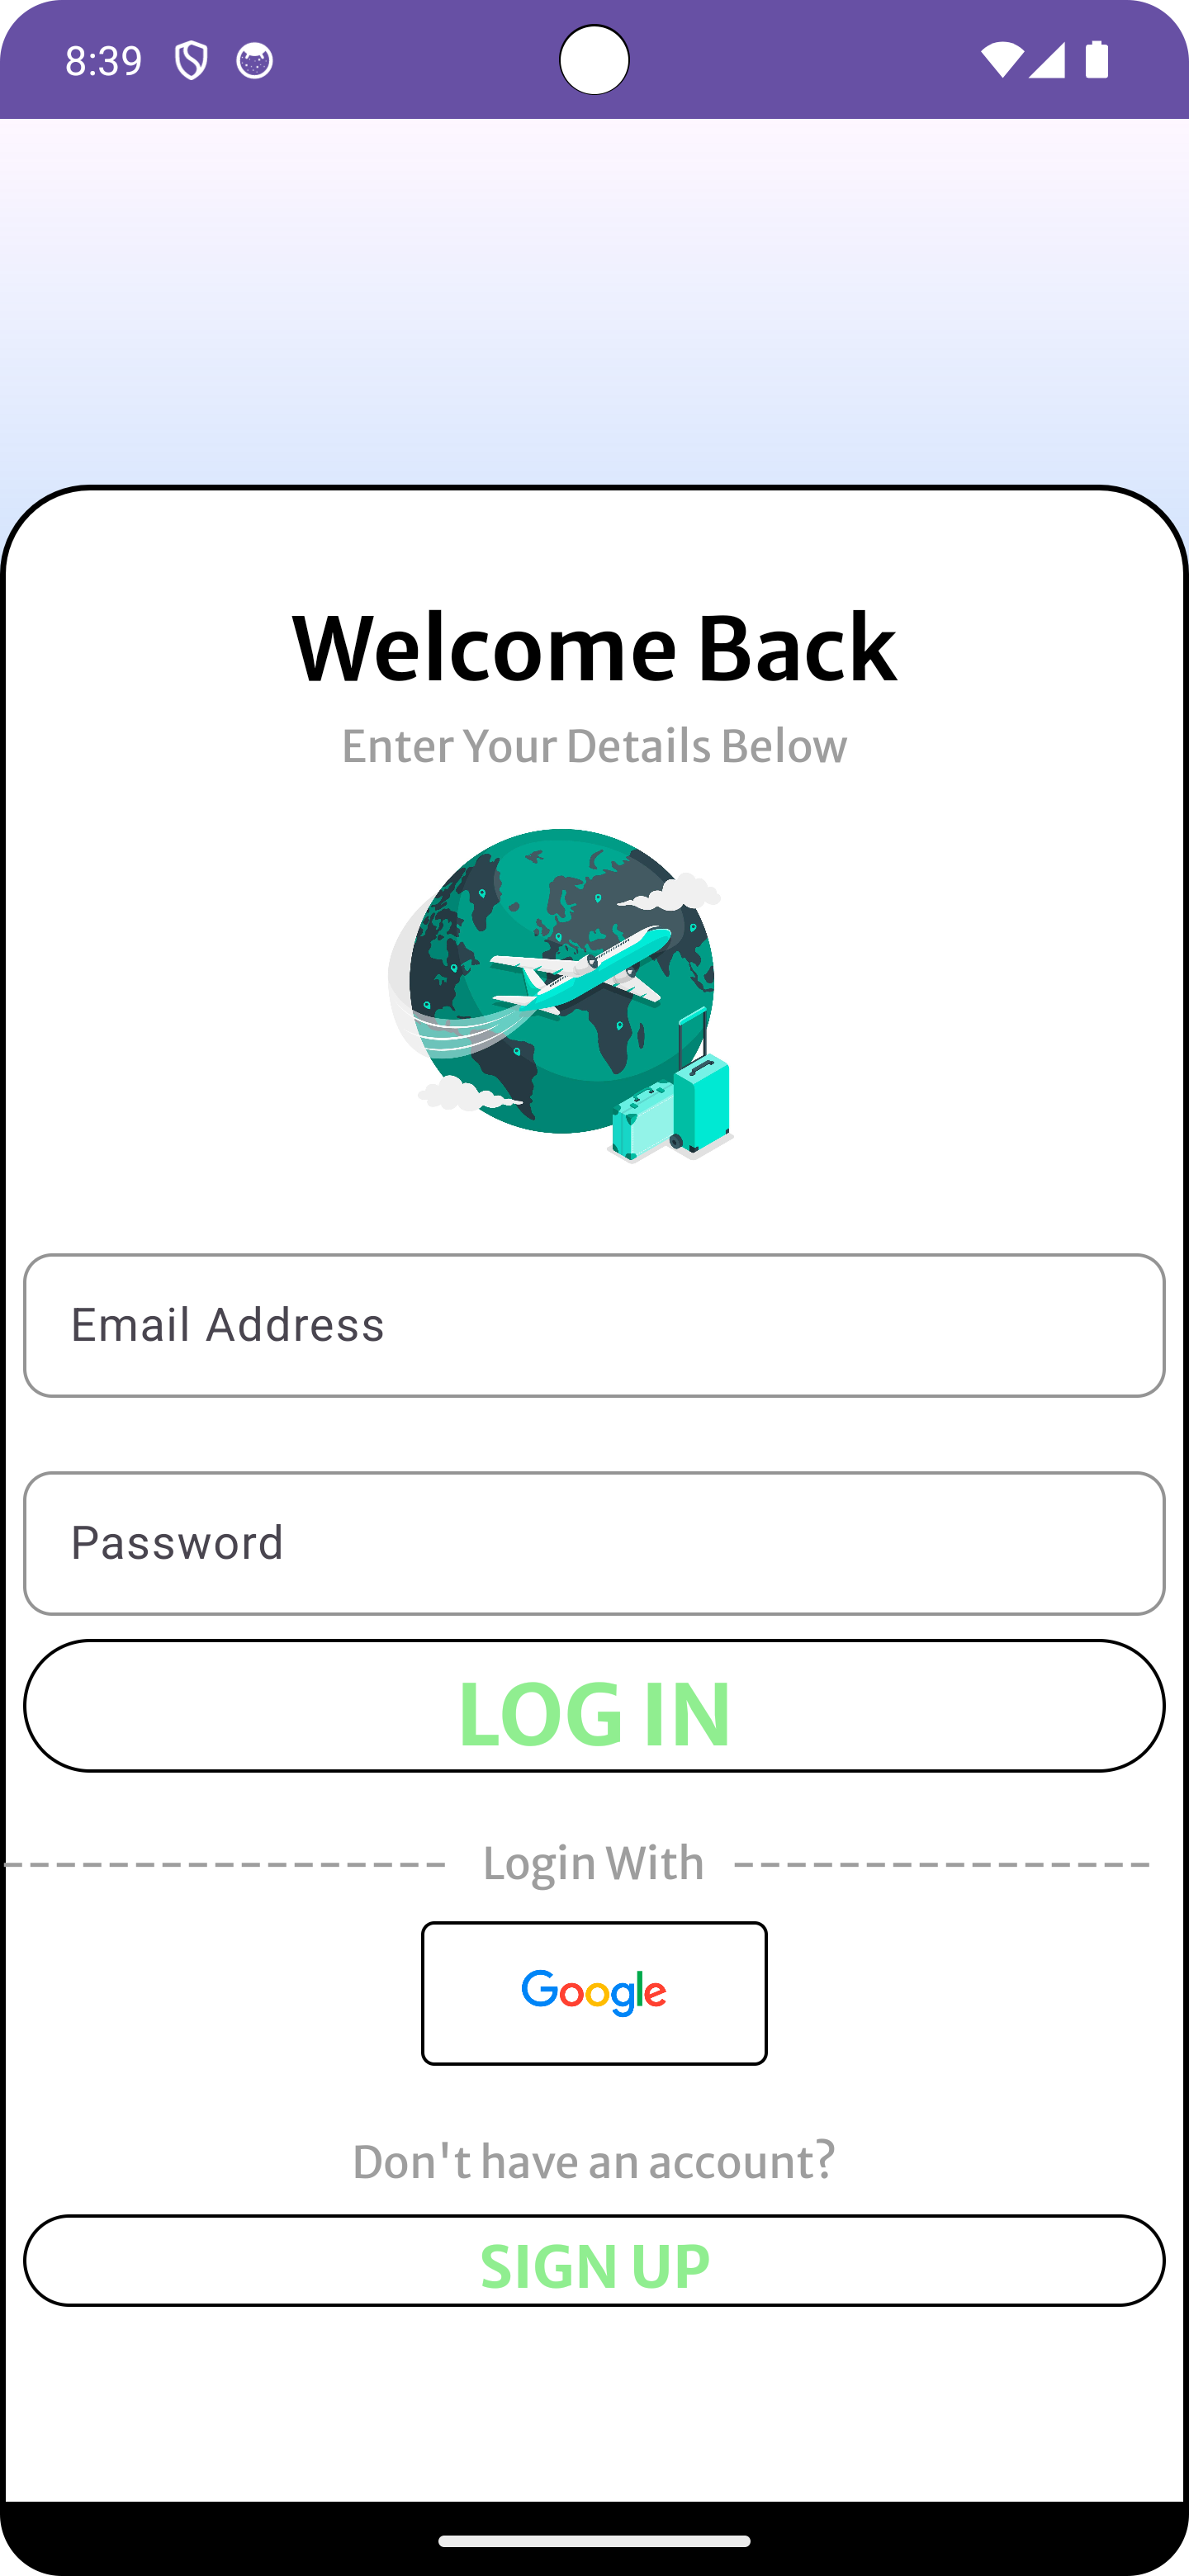 8:39
Welcome Back
Enter Your Details Below
Email Address
Password
LOG IN
Login With
Google
Don't have an account?
SIGN UP